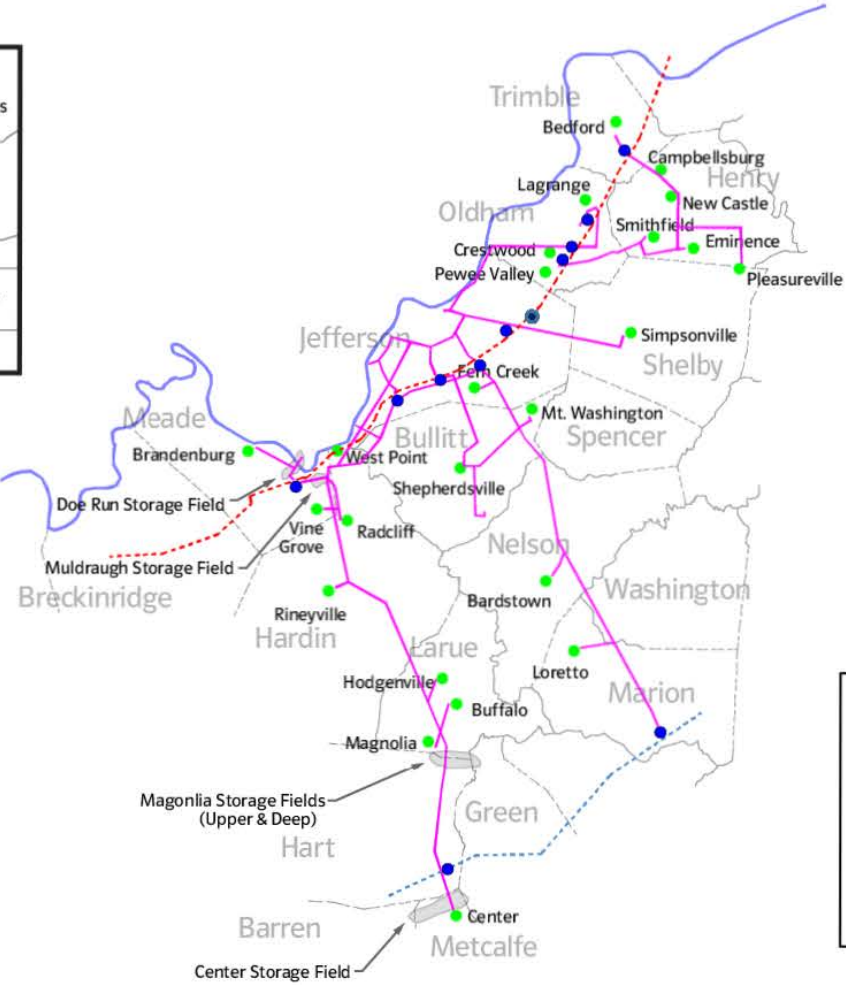 s
Trimble
Bedford
Campbellsburg
Henry
Lagrange
New Castle
Oldham
Smithfield
Crestwood
Eminence
Pewee Valley
Pleasureville
Jefferson
Simpsonville
Shelby
Fern Creek
Meade
Mt. Washington
Bullitt
Spencer
Brandenburg
West Point
Shepherdsville
Doe Run Storage Field
Vine
Grove
Radcliff
Nelson
Muldraugh Storage Field
Breckinridge
Bardstown
Washington
Rineyville
Hardin
Larue
Loretto
Hodgenville
Marion
Buffalo
Magnolia
Magonlia Storage Fields
(Upper & Deep)
Green
Hart
Center
Barren
Metcalfe
Center Storage Field